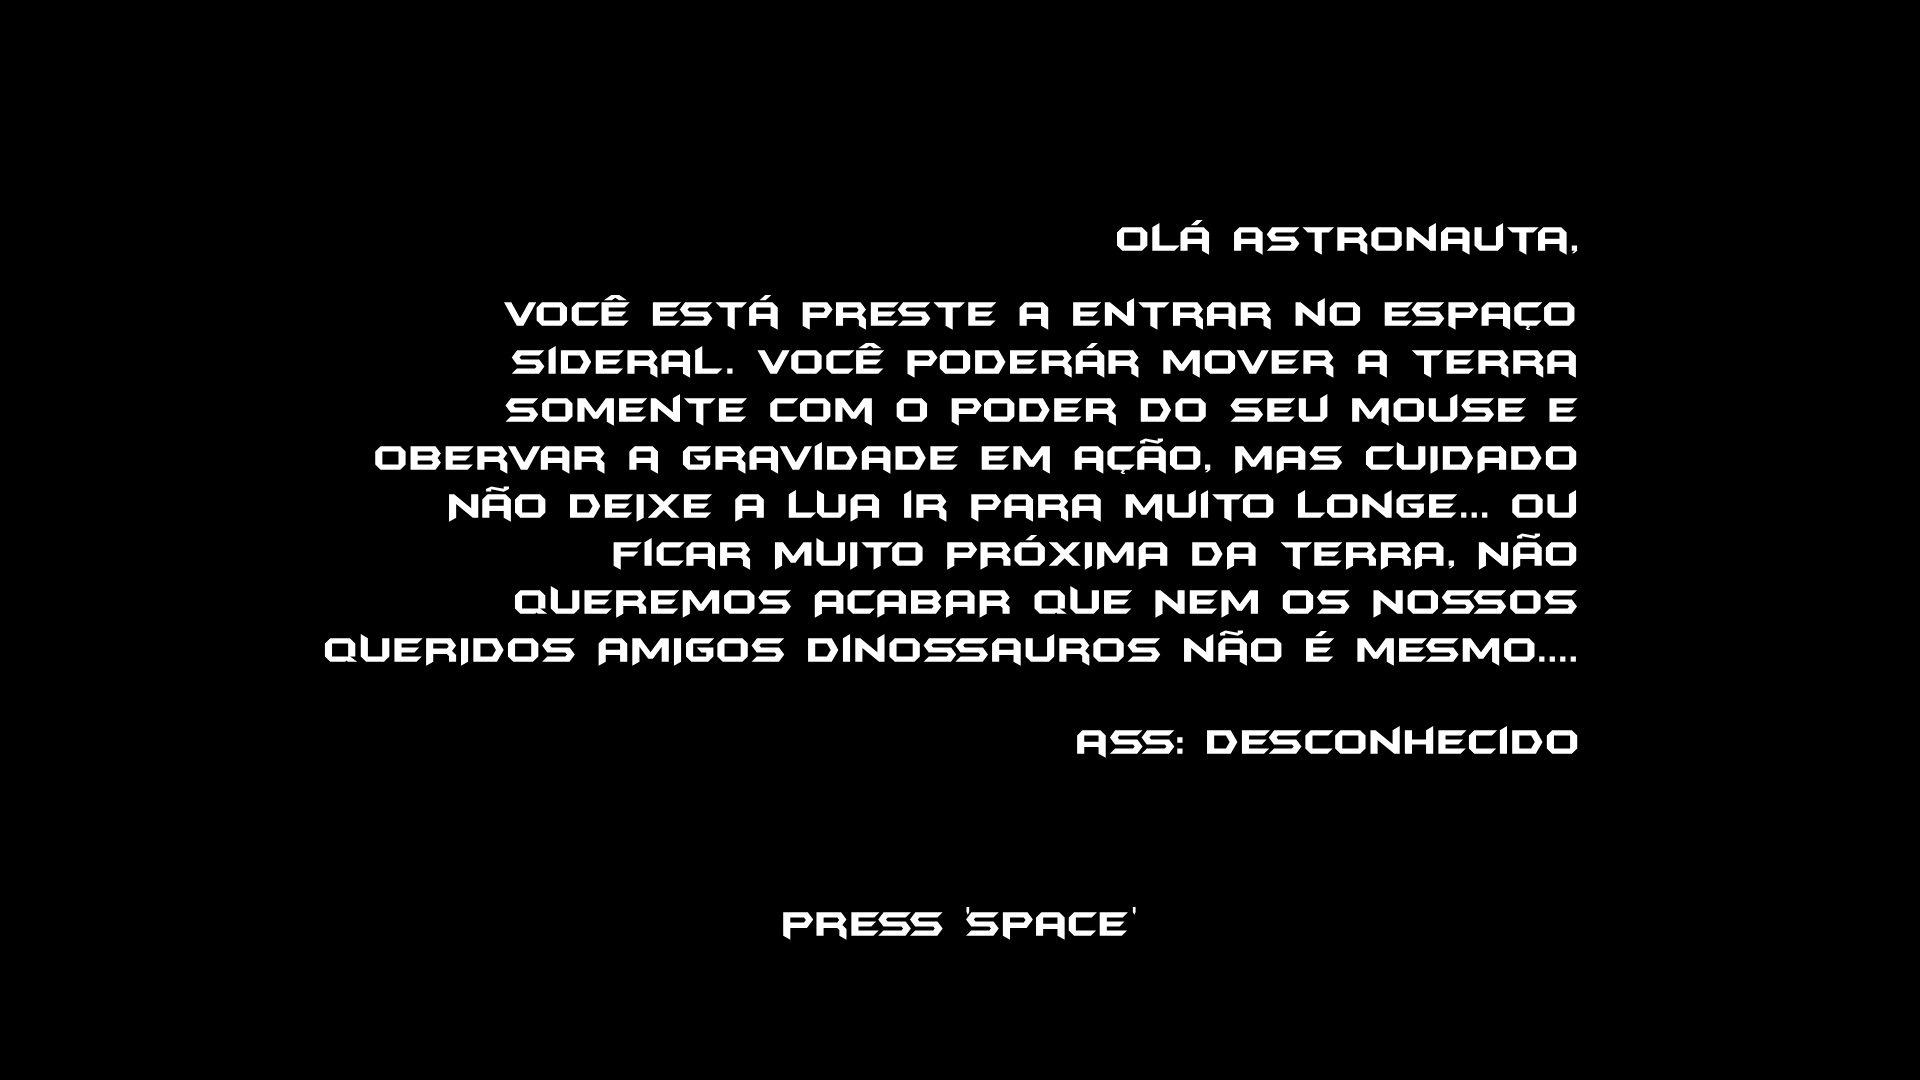 OLÁ ASTRONAUTA,
VOCÊ ESTÁ PRESTE A ENTRAR NO ESPAÇO
SIDERAL. VOCÊ PODERÁR MOVER A TERRA
SOMENTE COM O PODER DO SEU MOUSE E
OBERVAR A GRAVIDADE EM AÇÃO, MAS CUIDADO
NÃO DEIXE A LUA IR PARA MUITO LONGE... OU
FICAR MUITO PRÓXIMA DA TERRA, NÃO
QUEREMOS ACABAR QUE NEM OS NOSSOS
QUERIDOS AMIGOS DINOSSAUROS NÃO É MESMO....
ASS: DESCONHECIDO
PRESS 'SPACE'